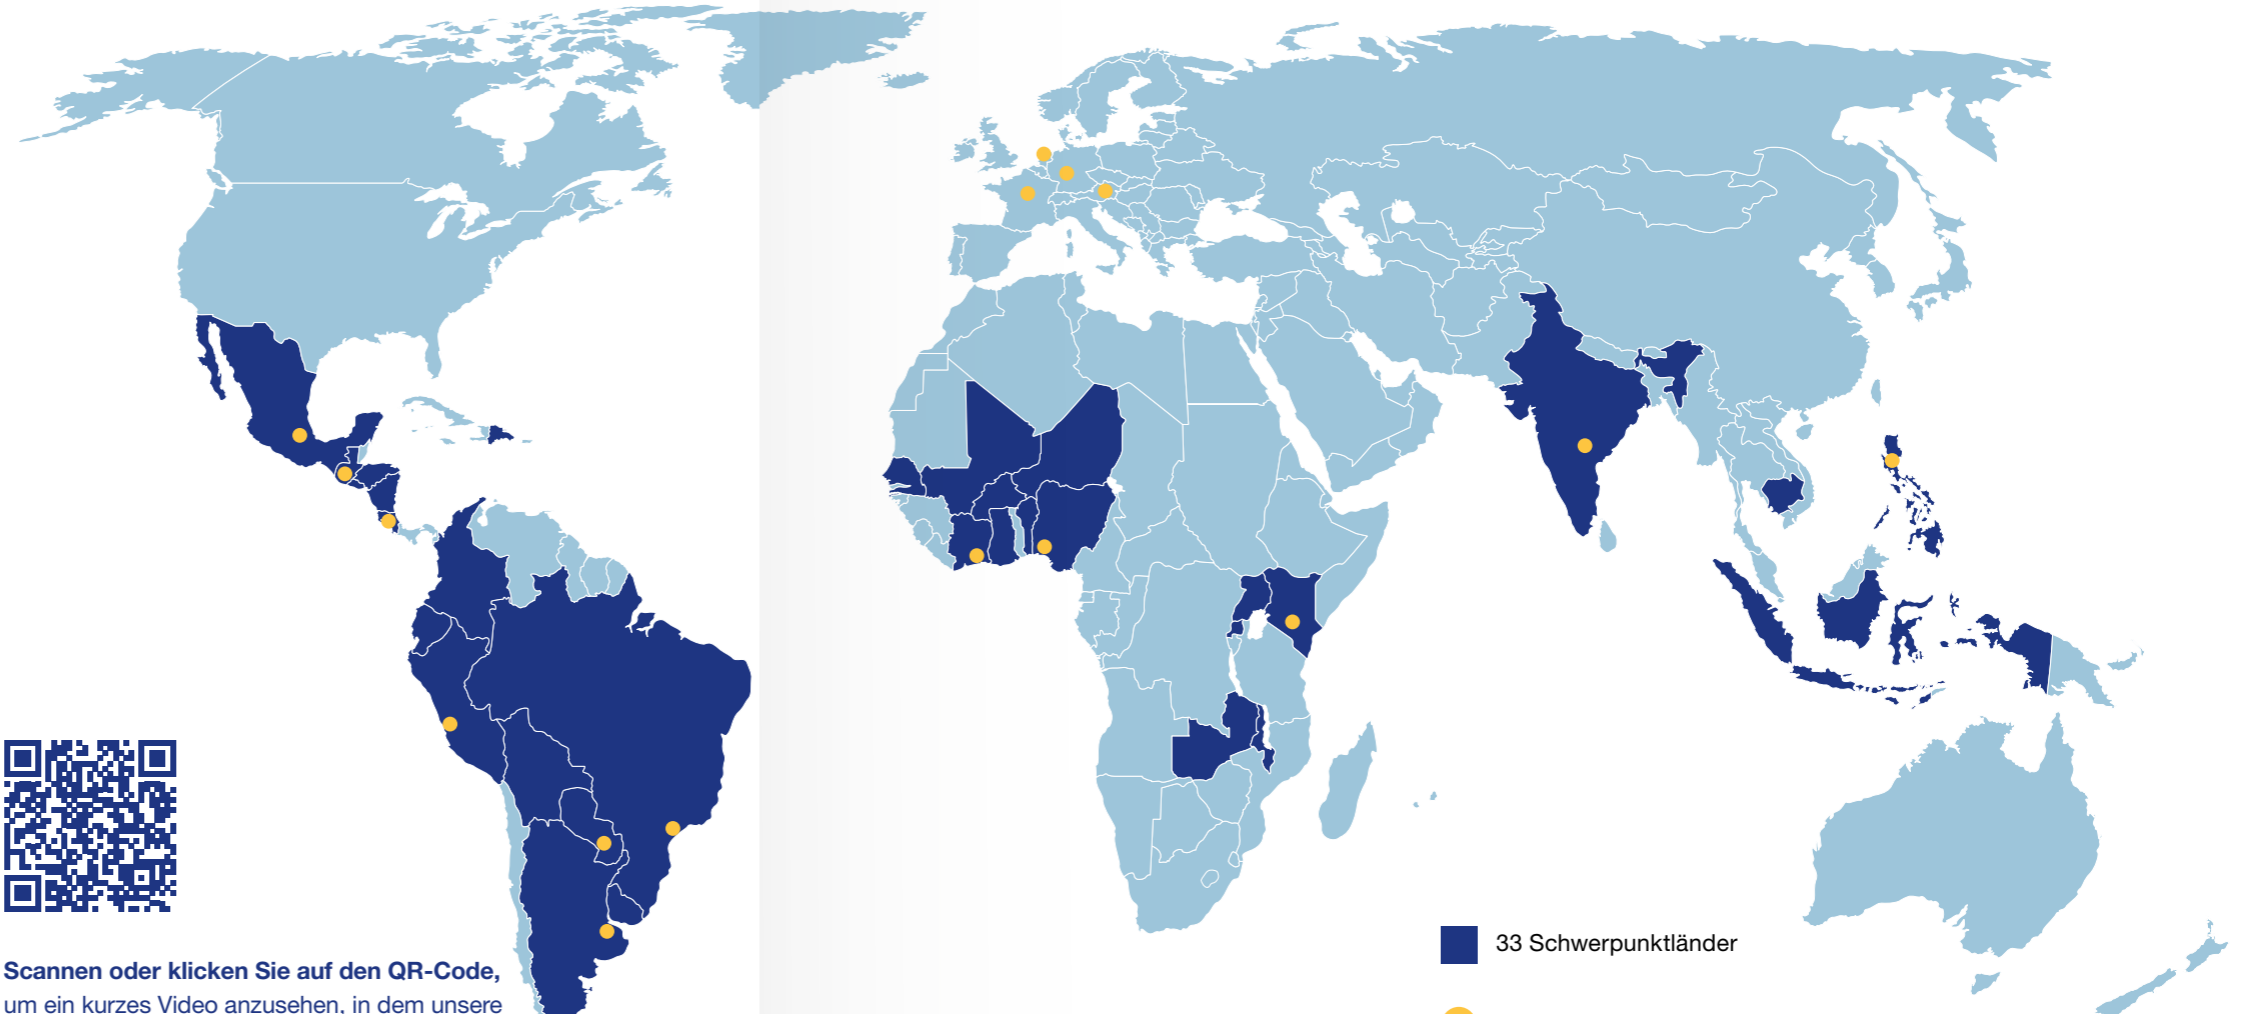 33 Schwerpunktländer
Scannen oder klicken Sie auf den QR-Code,
um ein kurzes Video anzusehen, in dem unsere